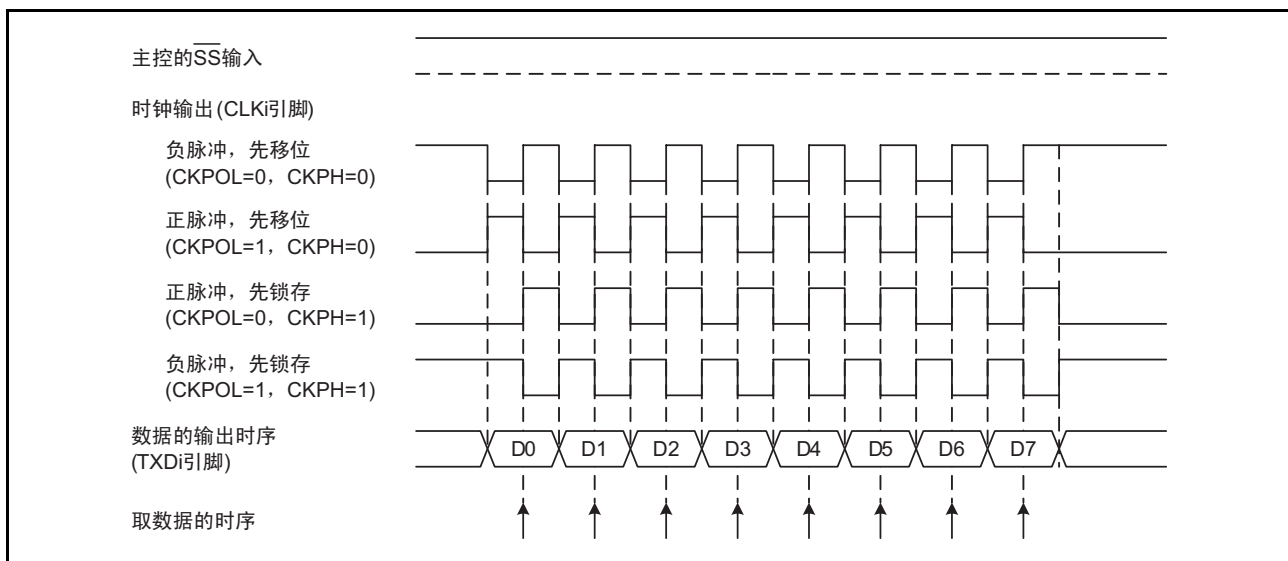 主控的SS输入
时钟输出(CLKi引脚)
负脉冲，先移位
(CKPOL=0，CKPH=0)
正脉冲，先移位
(CKPOL=1，CKPH=0)
正脉冲，先锁存
(CKPOL=0，CKPH=1)
负脉冲，先锁存
(CKPOL=1，CKPH=1)
数据的输出时序
(TXDi引脚)
D0 D1 D2 D3 D4 D5 D6 D7
取数据的时序